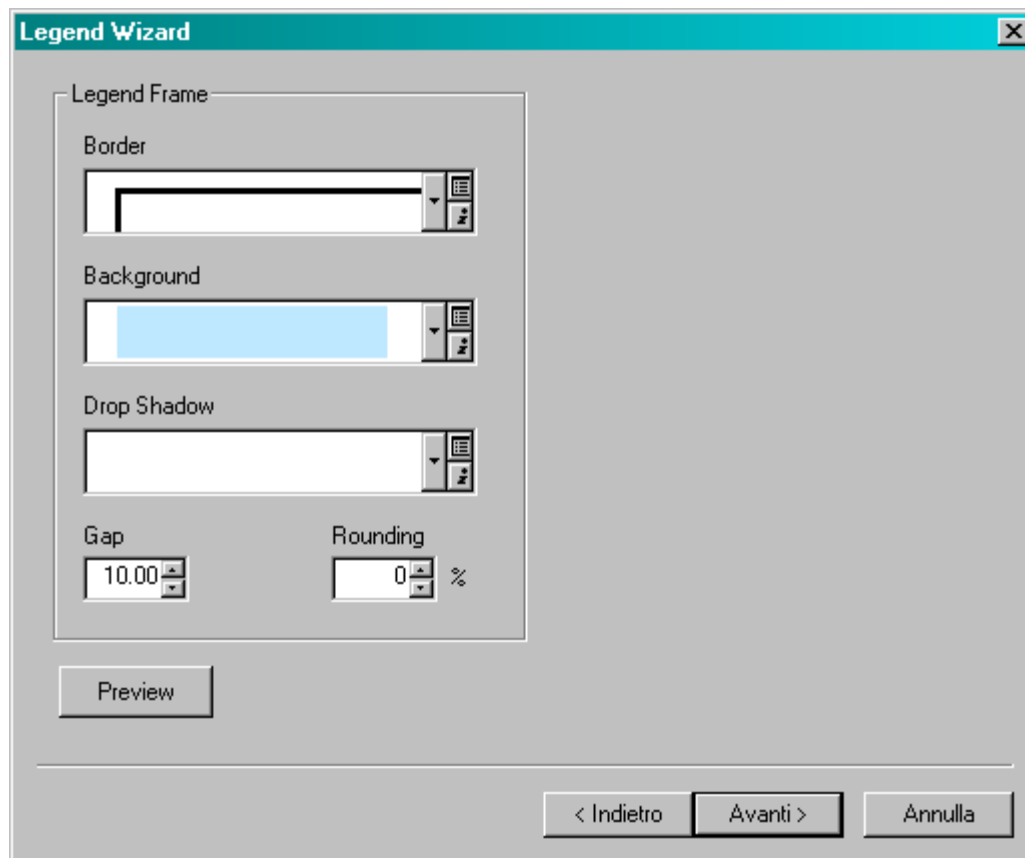 Legend Wizard
Legend Frame
Border
Background
Drop Shadow
Gap Rounding
10.00 0 %
Preview
< Indietro Avanti > Annulla